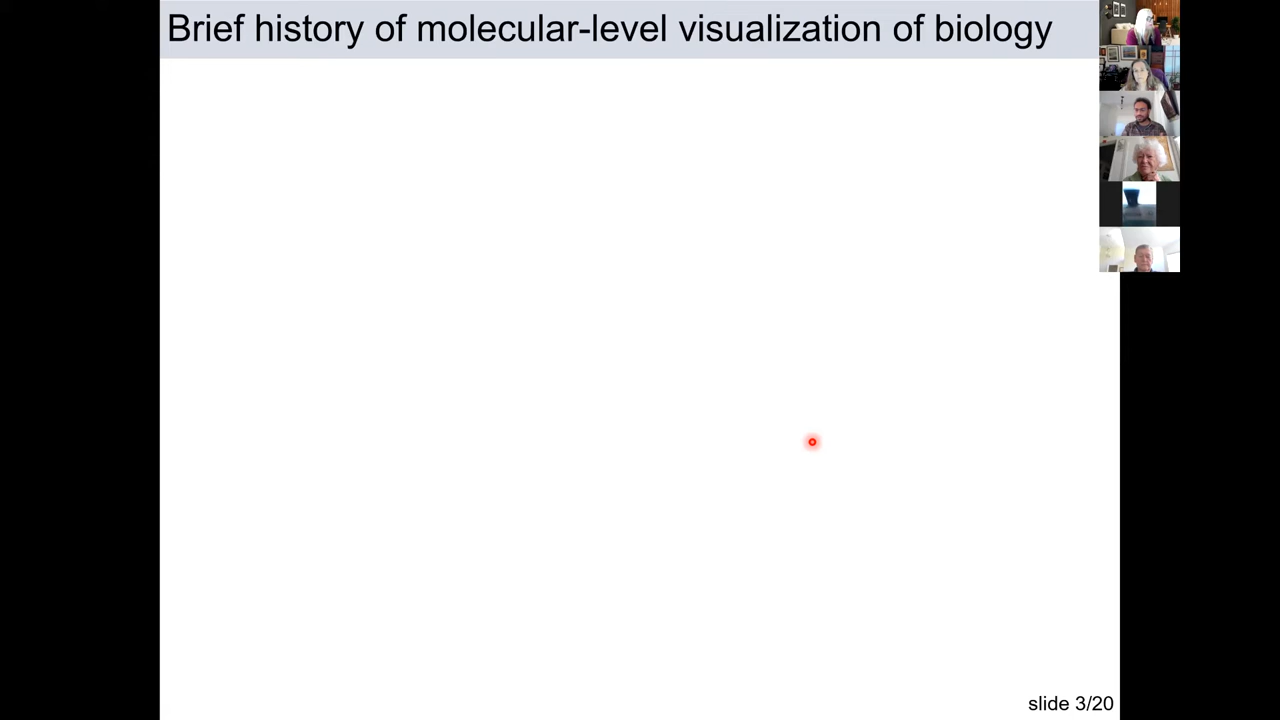 Brief history of molecular-level visualization of biology
slide 3/20